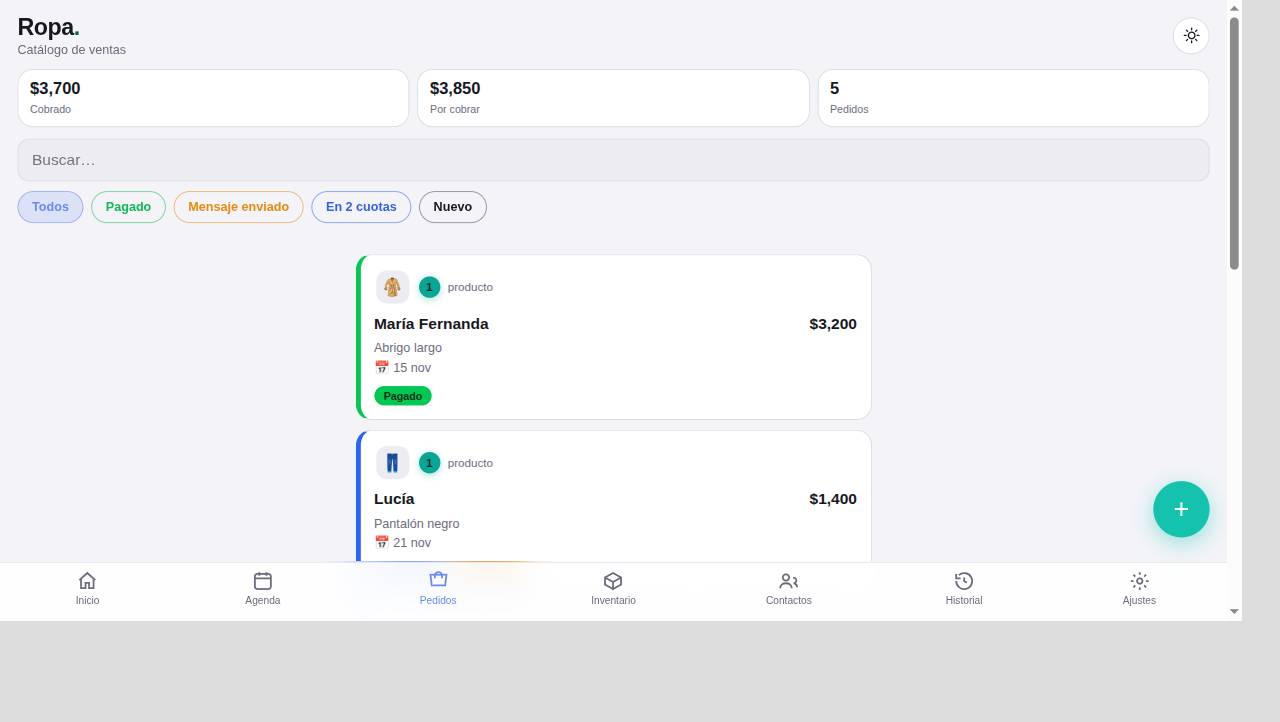 Ropa.
Catálogo de ventas
$3,700
Cobrado
$3,850
Por cobrar
5
Pedidos
Buscar…
Todos Pagado Mensaje enviado En 2 cuotas Nuevo
1 producto
María Fernanda $3,200
Abrigo largo
15 nov
Pagado
1 producto
Lucía $1,400
Pantalón negro
21 nov
+
Inicio Agenda Pedidos Inventario Contactos Historial Ajustes